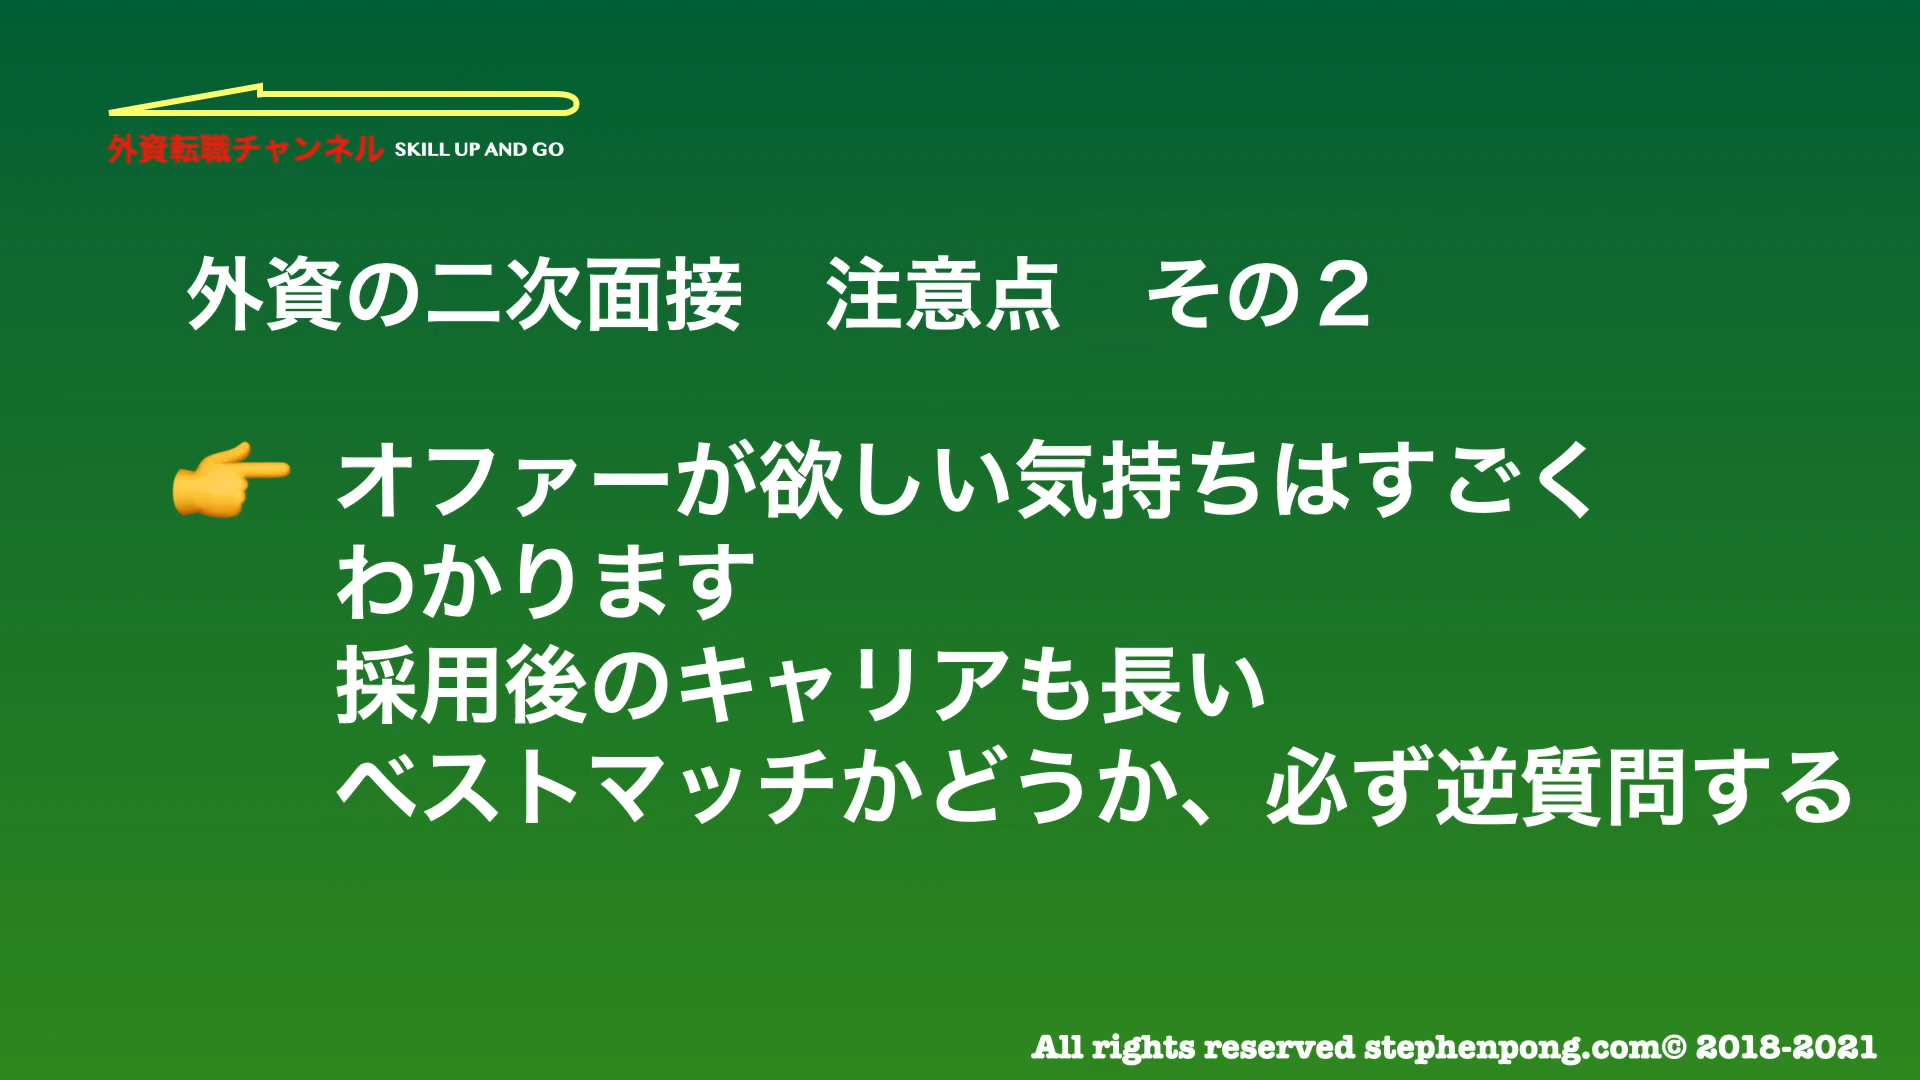 外資転職チャンネル SKILL UP AND GO
外資の二次面接　注意点　その２
👉 オファーが欲しい気持ちはすごく
わかります
採用後のキャリアも長い
ベストマッチかどうか、必ず逆質問する
All rights reserved stephenpong.com© 2018-2021